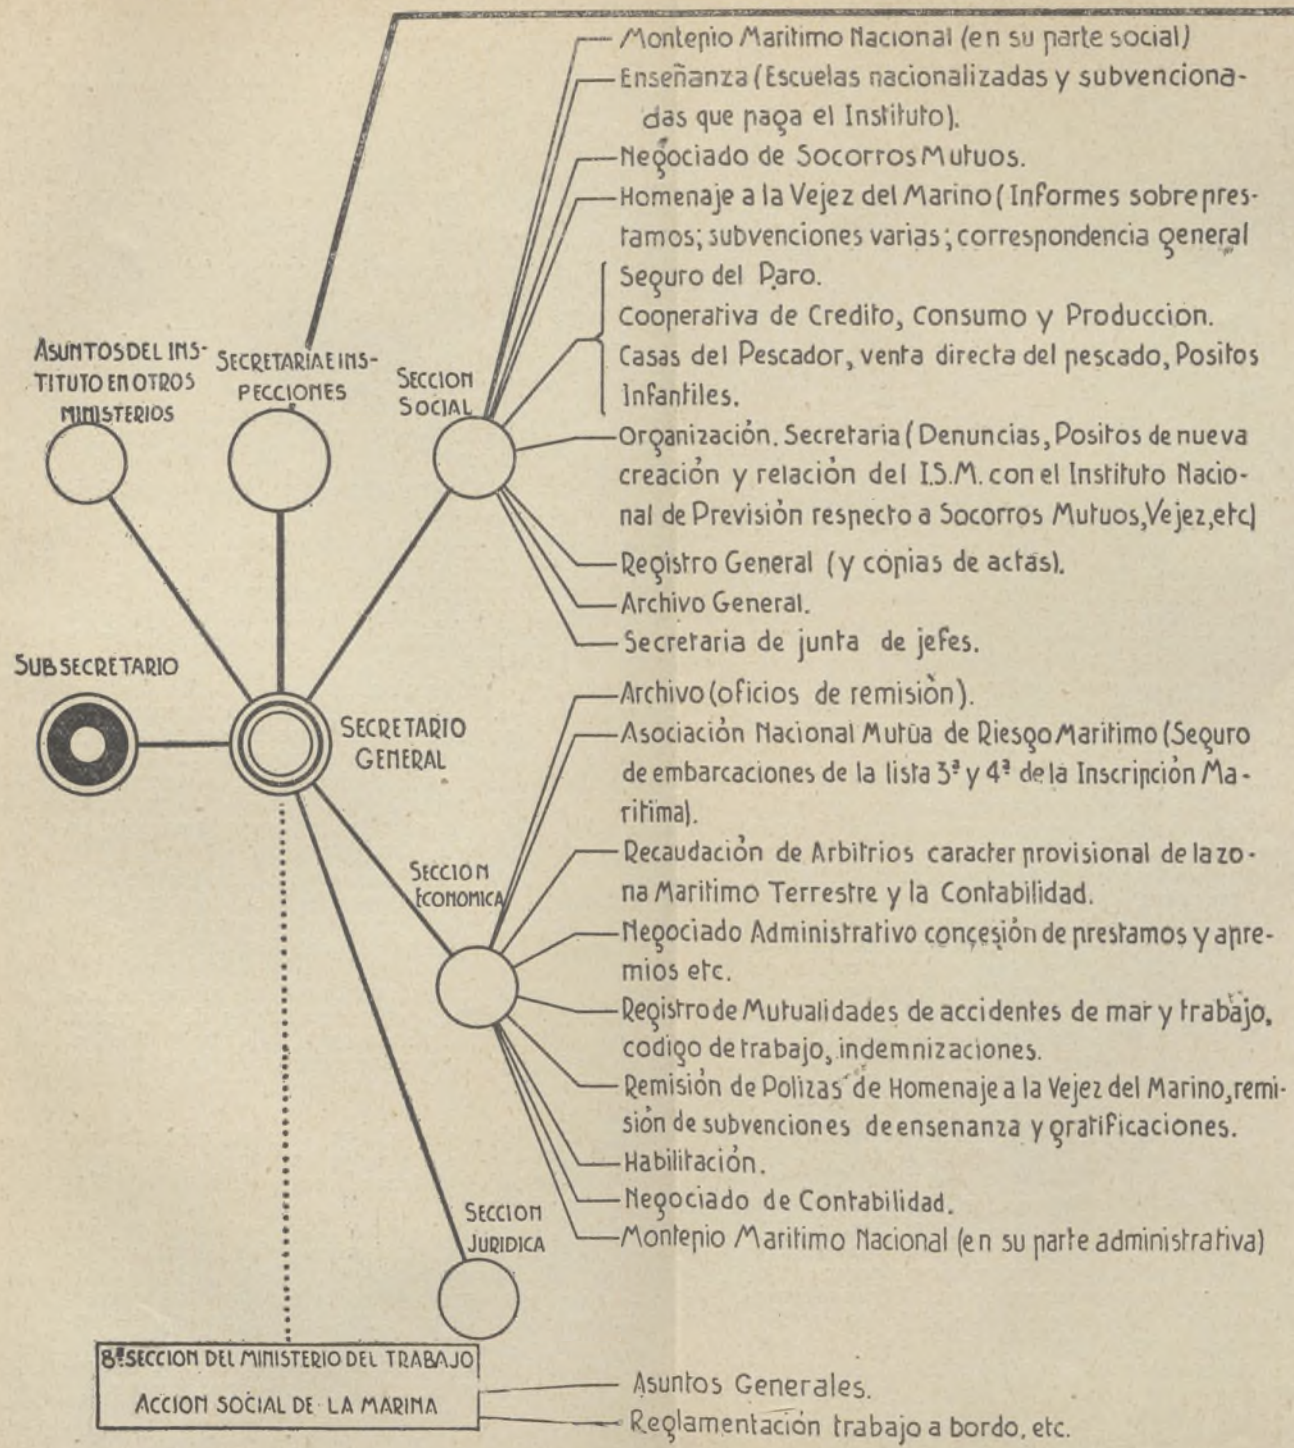 Montepio Maritimo Nacional (en su parte social)
Enseñanza (Escuelas nacionalizadas y subvenciona-
das que paga el Instituto).
Negociado de Socorros Mutuos.
Homenaje a la Vejez del Marino (Informes sobre pres-
tamos; subvenciones varias; correspondencia general
Seguro del Paro.
Cooperativa de Credito, Consumo y Produccion.
Casas del Pescador, venta directa del pescado, Positos
Infantiles.
Organización. Secretaria (Denuncias, Positos de nueva
creación y relación del I.S.M. con el Instituto Nacio-
nal de Previsión respecto a Socorros Mutuos, Vejez, etc)
Registro General (y copias de actas).
Archivo General.
Secretaria de junta de jefes.
ASUNTOS DEL INS-
TITUTO EN OTROS
MINISTERIOS
SECRETARIA E INS-
PECCIONES
SECCION
SOCIAL
SUBSECRETARIO
SECRETARIO
GENERAL
Archivo (oficios de remisión).
Asociación Nacional Mutúa de Riesgo Maritimo (Seguro
de embarcaciones de la lista 3ª y 4ª de la Inscripción Ma-
ritima).
Recaudación de Arbitrios caracter provisional de la zo-
na Maritimo Terrestre y la Contabilidad.
Negociado Administrativo concesión de prestamos y apre-
mios etc.
Registro de Mutualidades de accidentes de mar y trabajo,
codigo de trabajo, indemnizaciones.
Remisión de Polizas de Homenaje a la Vejez del Marino, remi-
sión de subvenciones de ensenanza y gratificaciones.
Habilitación.
Negociado de Contabilidad.
Montepio Maritimo Nacional (en su parte administrativa)
SECCION
ECONOMICA
SECCION
JURIDICA
8ª SECCION DEL MINISTERIO DEL TRABAJO
ACCION SOCIAL DE LA MARINA
Asuntos Generales.
Reglamentación trabajo a bordo, etc.